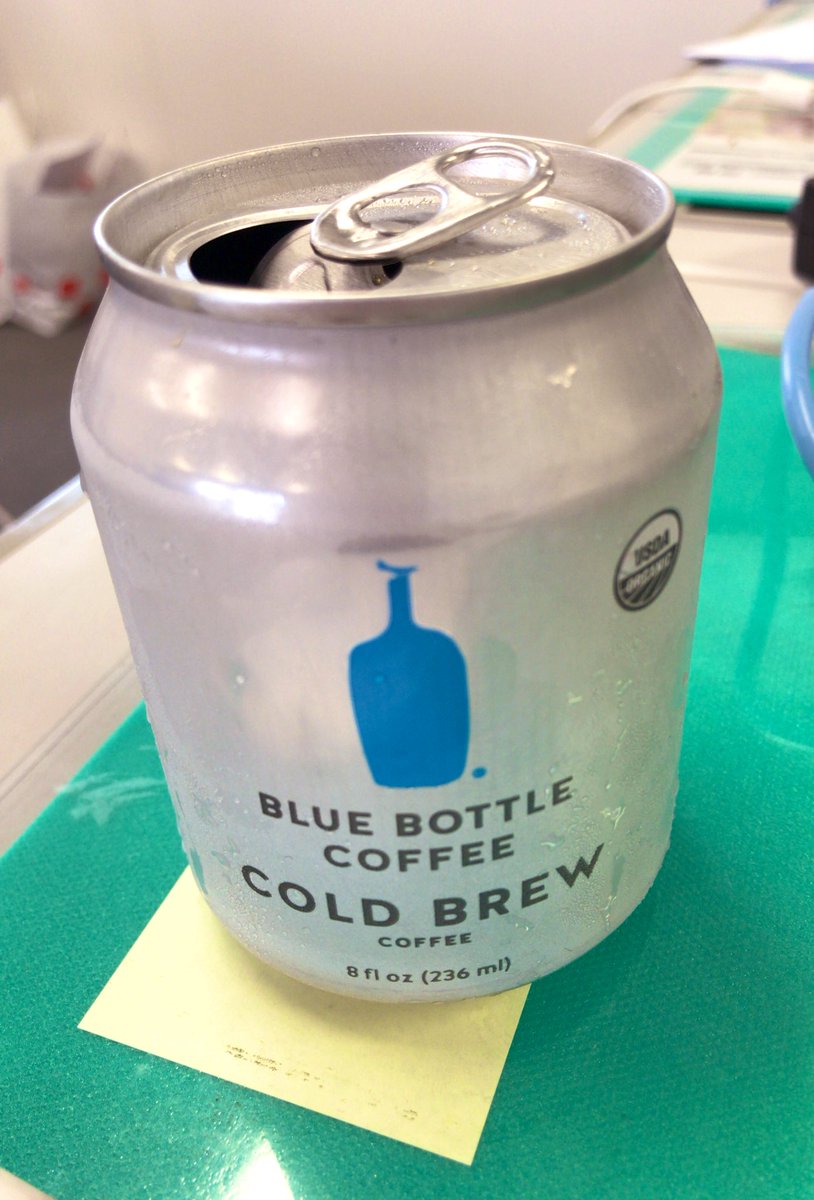 USDA
ORGANIC
BLUE BOTTLE
COFFEE
COLD BREW
COFFEE
8 fl oz (236 ml)